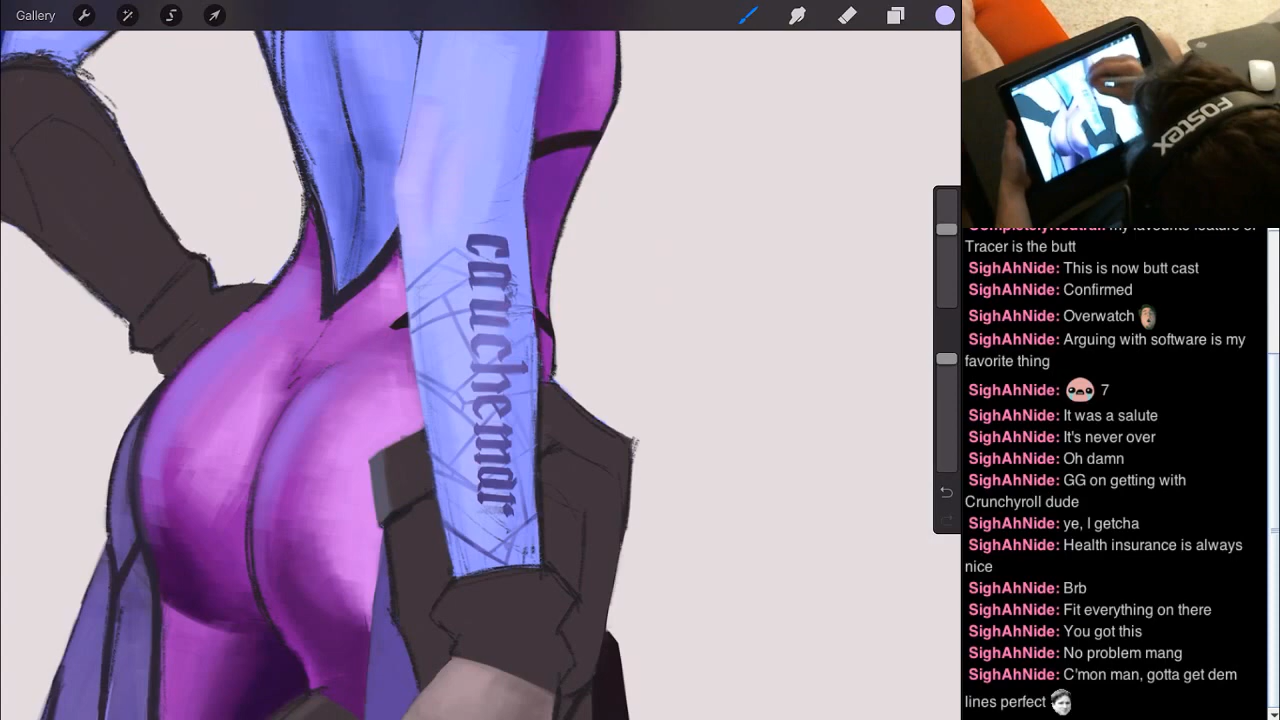 Gallery
FOSTEX
cauchemar
Tracer is the butt
SighAhNide: This is now butt cast
SighAhNide: Confirmed
SighAhNide: Overwatch
SighAhNide: Arguing with software is my
favorite thing
SighAhNide: 7
SighAhNide: It was a salute
SighAhNide: It's never over
SighAhNide: Oh damn
SighAhNide: GG on getting with
Crunchyroll dude
SighAhNide: ye, I getcha
SighAhNide: Health insurance is always
nice
SighAhNide: Brb
SighAhNide: Fit everything on there
SighAhNide: You got this
SighAhNide: No problem mang
SighAhNide: C'mon man, gotta get dem
lines perfect